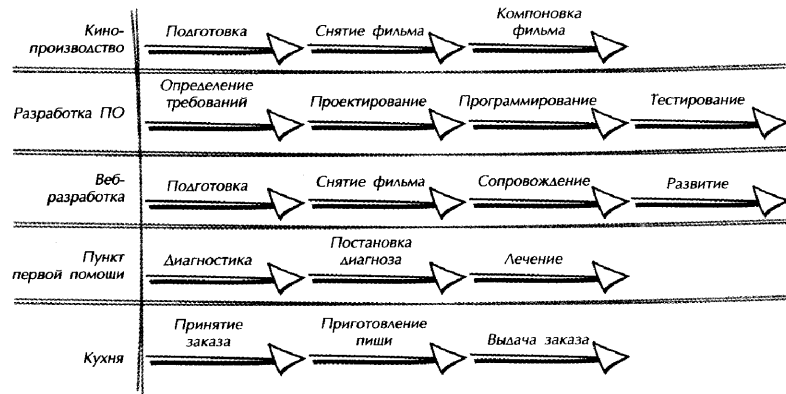 Кино-
производство
Подготовка
Снятие фильма
Компоновка
фильма
Разработка ПО
Определение
требований
Проектирование
Программирование
Тестирование
Веб-
разработка
Подготовка
Снятие фильма
Сопровождение
Развитие
Пункт
первой помощи
Диагностика
Постановка
диагноза
Лечение
Кухня
Принятие
заказа
Приготовление
пищи
Выдача заказа